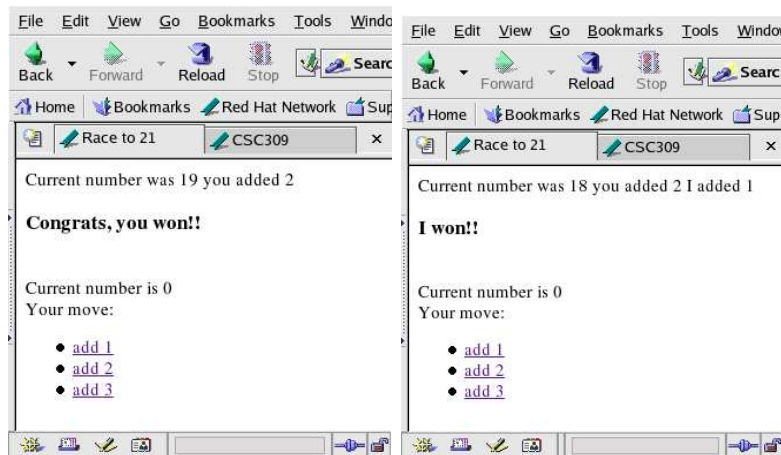 File Edit View Go Bookmarks Tools
Back Forward Reload Stop
Home Bookmarks Red Hat Network
Race to 21 CSC309
Current number was 19 you added 2
Congrats, you won!!
Current number is 0
Your move:
add 1
add 2
add 3
File Edit View Go Bookmarks Tools
Back Forward Reload Stop
Home Bookmarks Red Hat Network
Race to 21 CSC309
Current number was 18 you added 2 I added 1
I won!!
Current number is 0
Your move:
add 1
add 2
add 3